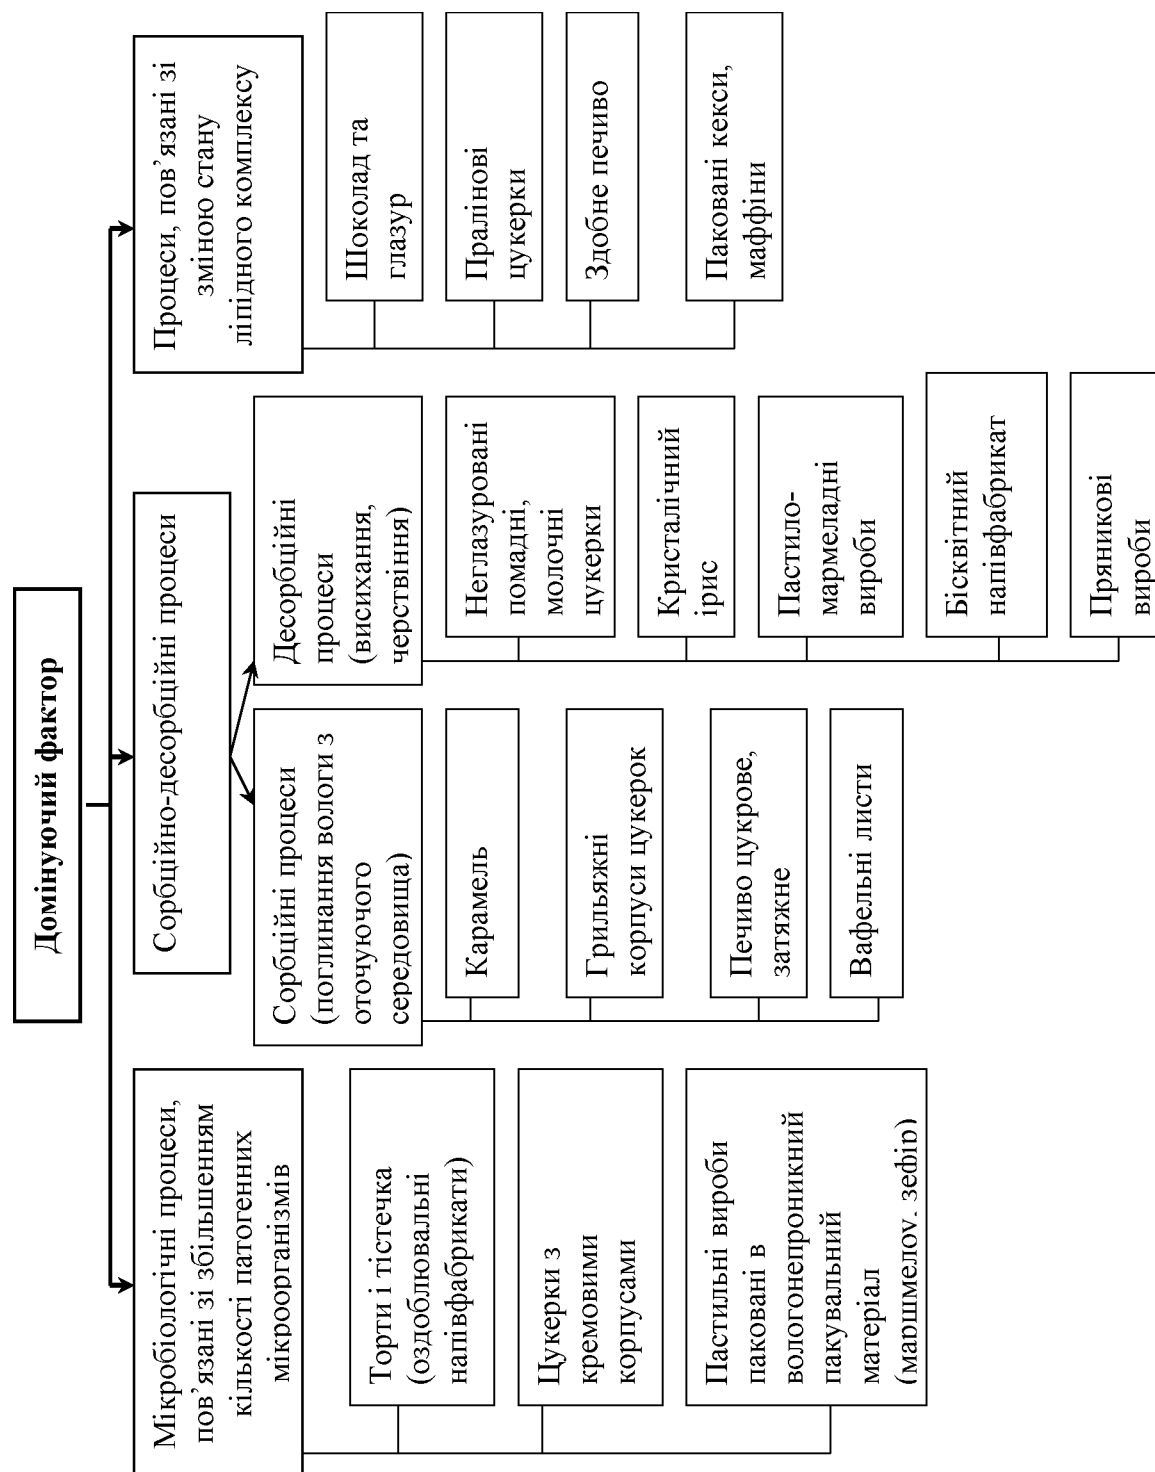 Домінуючий фактор
Мікробіологічні процеси,
пов’язані зі збільшенням
кількості патогенних
мікроорганізмів
Торти і тістечка
(оздоблювальні
напівфабрикати)
Цукерки з
кремовими
корпусами
Пастильні вироби
паковані в
вологонепроникний
пакувальний
матеріал
(маршмелоу, зефір)
Сорбційно-десорбційні процеси
Сорбційні процеси
(поглинання вологи з
оточуючого
середовища)
Карамель
Грильяжні
корпуси цукерок
Печиво цукрове,
затяжне
Вафельні листи
Десорбційні
процеси
(висихання,
черствіння)
Неглазуровані
помадні,
молочні
цукерки
Кристалічний
ірис
Пастило-
мармеладні
вироби
Бісквітний
напівфабрикат
Пряникові
вироби
Процеси, пов’язані зі
зміною стану
ліпідного комплексу
Шоколад та
глазур
Пралінові
цукерки
Здобне печиво
Паковані кекси,
маффіни